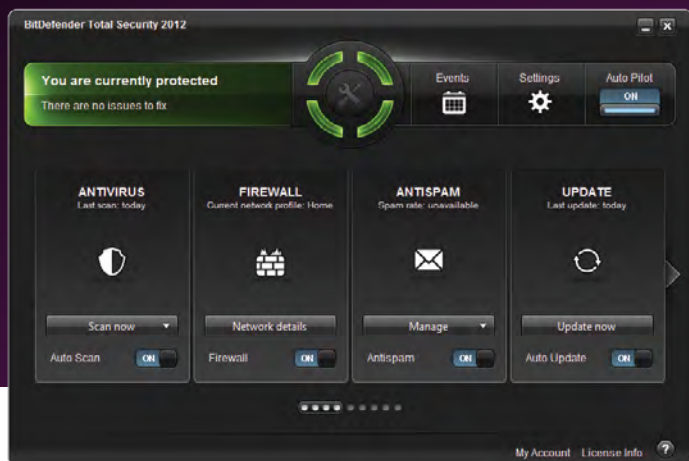 BitDefender Total Security 2012
You are currently protected
There are no issues to fix
Events
Settings
Auto Pilot
ON
ANTIVIRUS
Last scan: today
Scan now
Auto Scan
ON
FIREWALL
Current network profile: Home
Network details
Firewall
ON
ANTISPAM
Spam rate: unavailable
Manage
Antispam
ON
UPDATE
Last update: today
Update now
Auto Update
ON
My Account
License Info
?